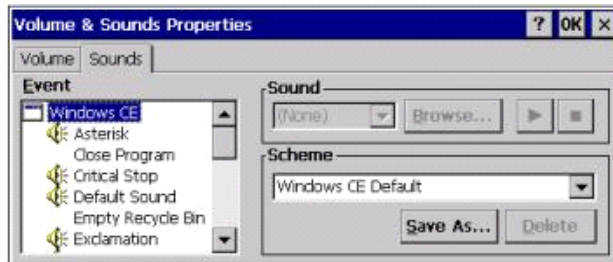 Volume & Sounds Properties
? OK ×
Volume Sounds
Event
Windows CE
Asterisk
Close Program
Critical Stop
Default Sound
Empty Recycle Bin
Exclamation
Sound
(None)
Browse...
Scheme
Windows CE Default
Save As...
Delete